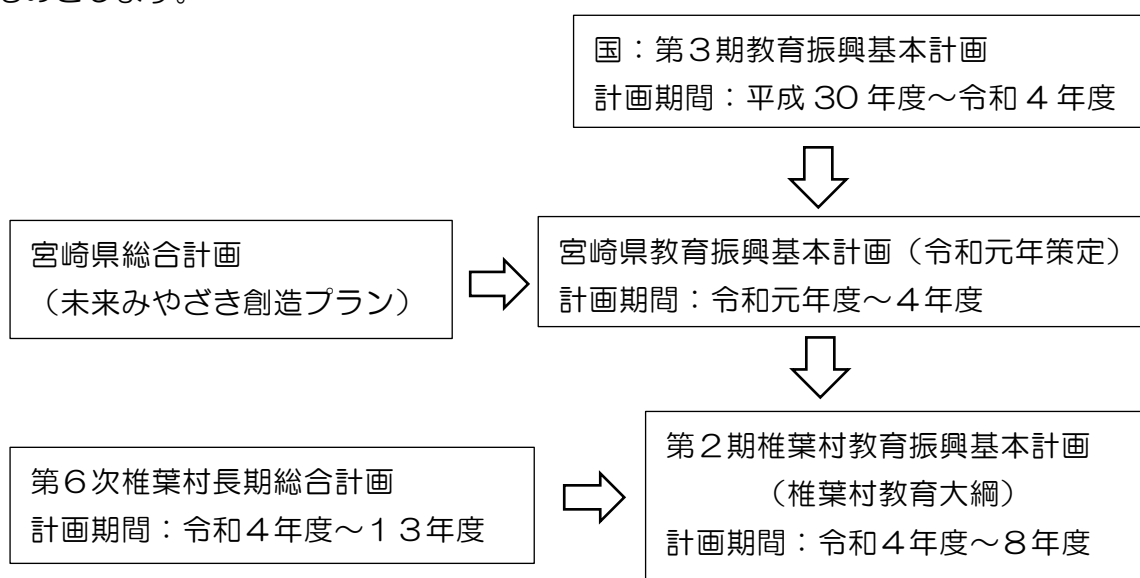 国：第３期教育振興基本計画
計画期間：平成 30 年度～令和 4 年度
宮崎県総合計画
（未来みやざき創造プラン）
宮崎県教育振興基本計画（令和元年策定）
計画期間：令和元年度～４年度
第６次椎葉村長期総合計画
計画期間：令和４年度～１３年度
第２期椎葉村教育振興基本計画
（椎葉村教育大綱）
計画期間：令和４年度～８年度